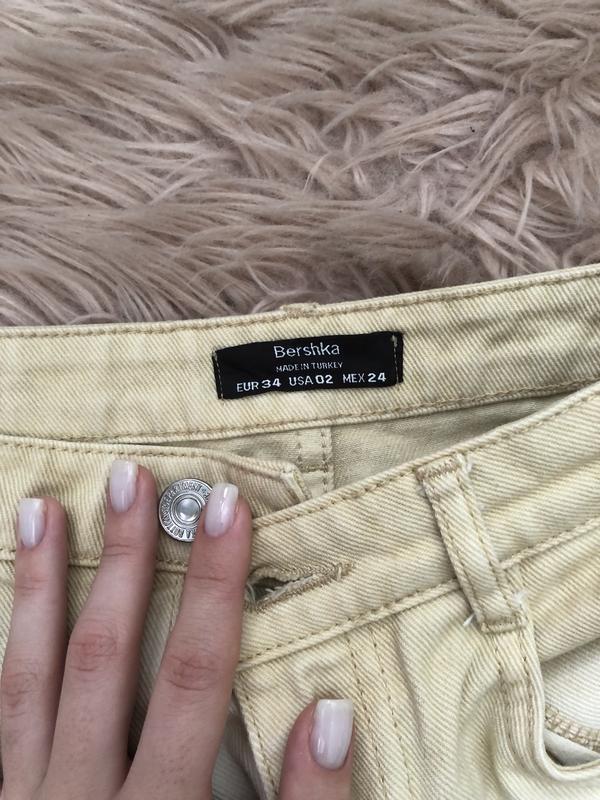 Bershka
MADE IN TURKEY
EUR 34 USA 02 MEX 24